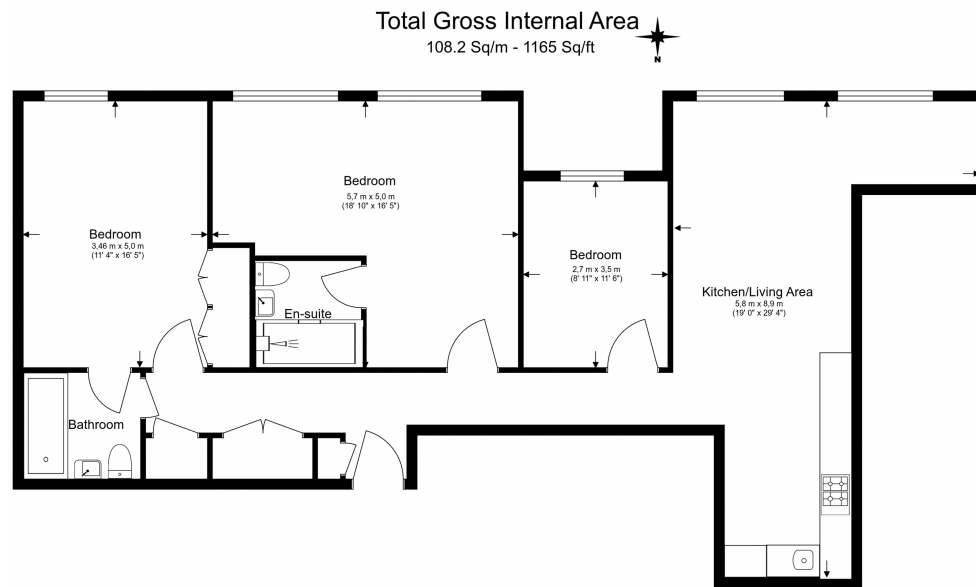 Total Gross Internal Area
108.2 Sq/m - 1165 Sq/ft
N
Bedroom
5,7 m x 5,0 m
(18' 10" x 16' 5")
Bedroom
3,46 m x 5,0 m
(11' 4" x 16' 5")
Bedroom
2,7 m x 3,5 m
(8' 11" x 11' 6")
Kitchen/Living Area
5,8 m x 8,9 m
(19' 0" x 29' 4")
En-suite
Bathroom